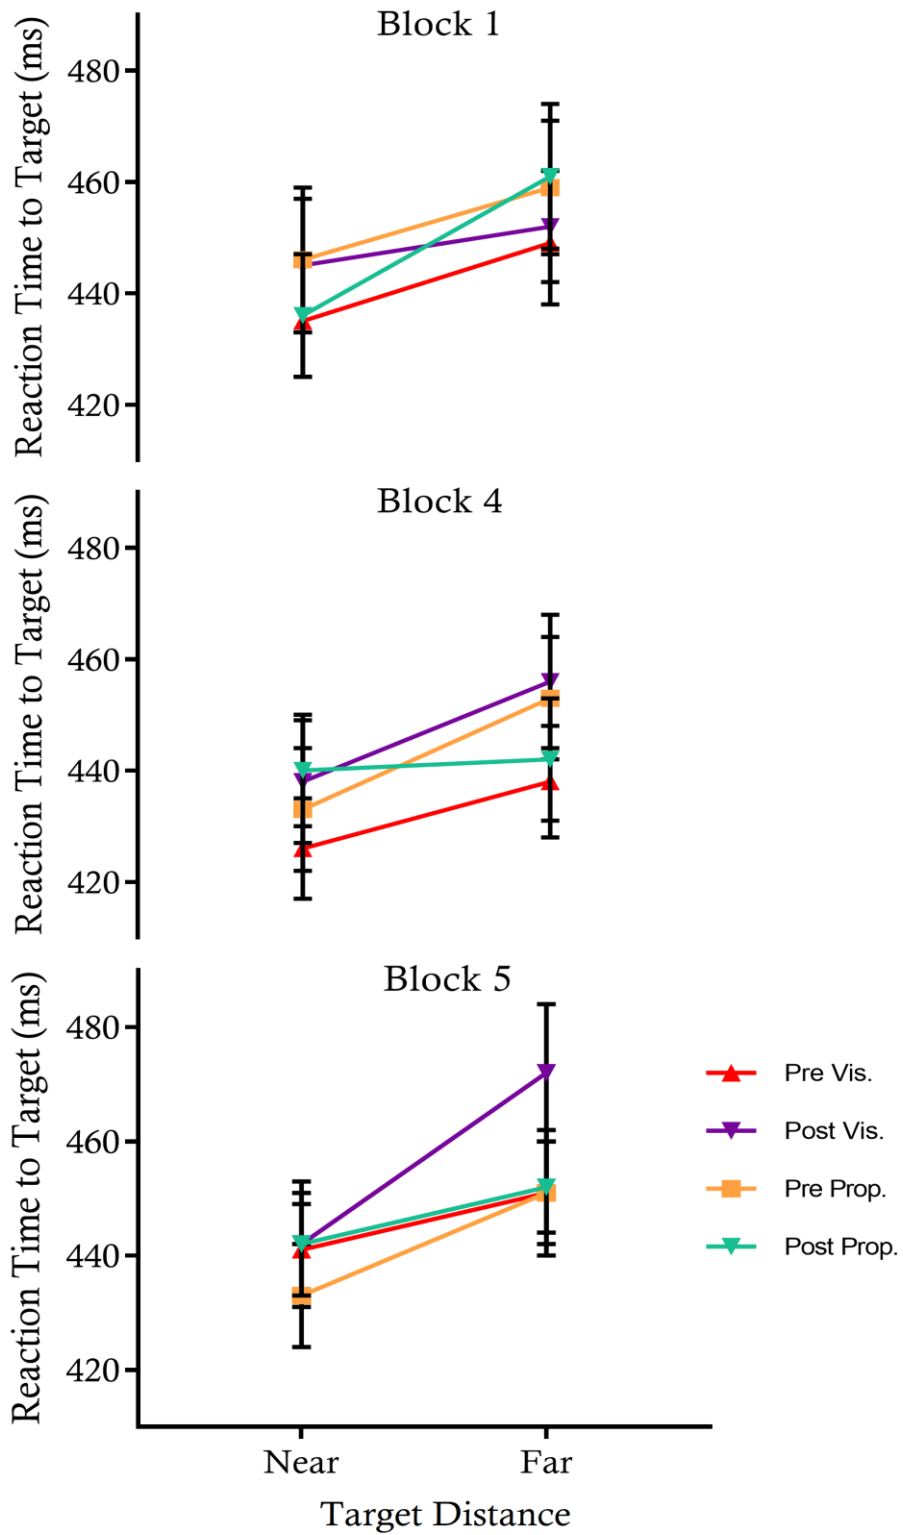 Block 1
Reaction Time to Target (ms)
480
460
440
420
Block 4
Reaction Time to Target (ms)
480
460
440
420
Block 5
Reaction Time to Target (ms)
480
460
440
420
Near Far
Target Distance
Pre Vis.
Post Vis.
Pre Prop.
Post Prop.